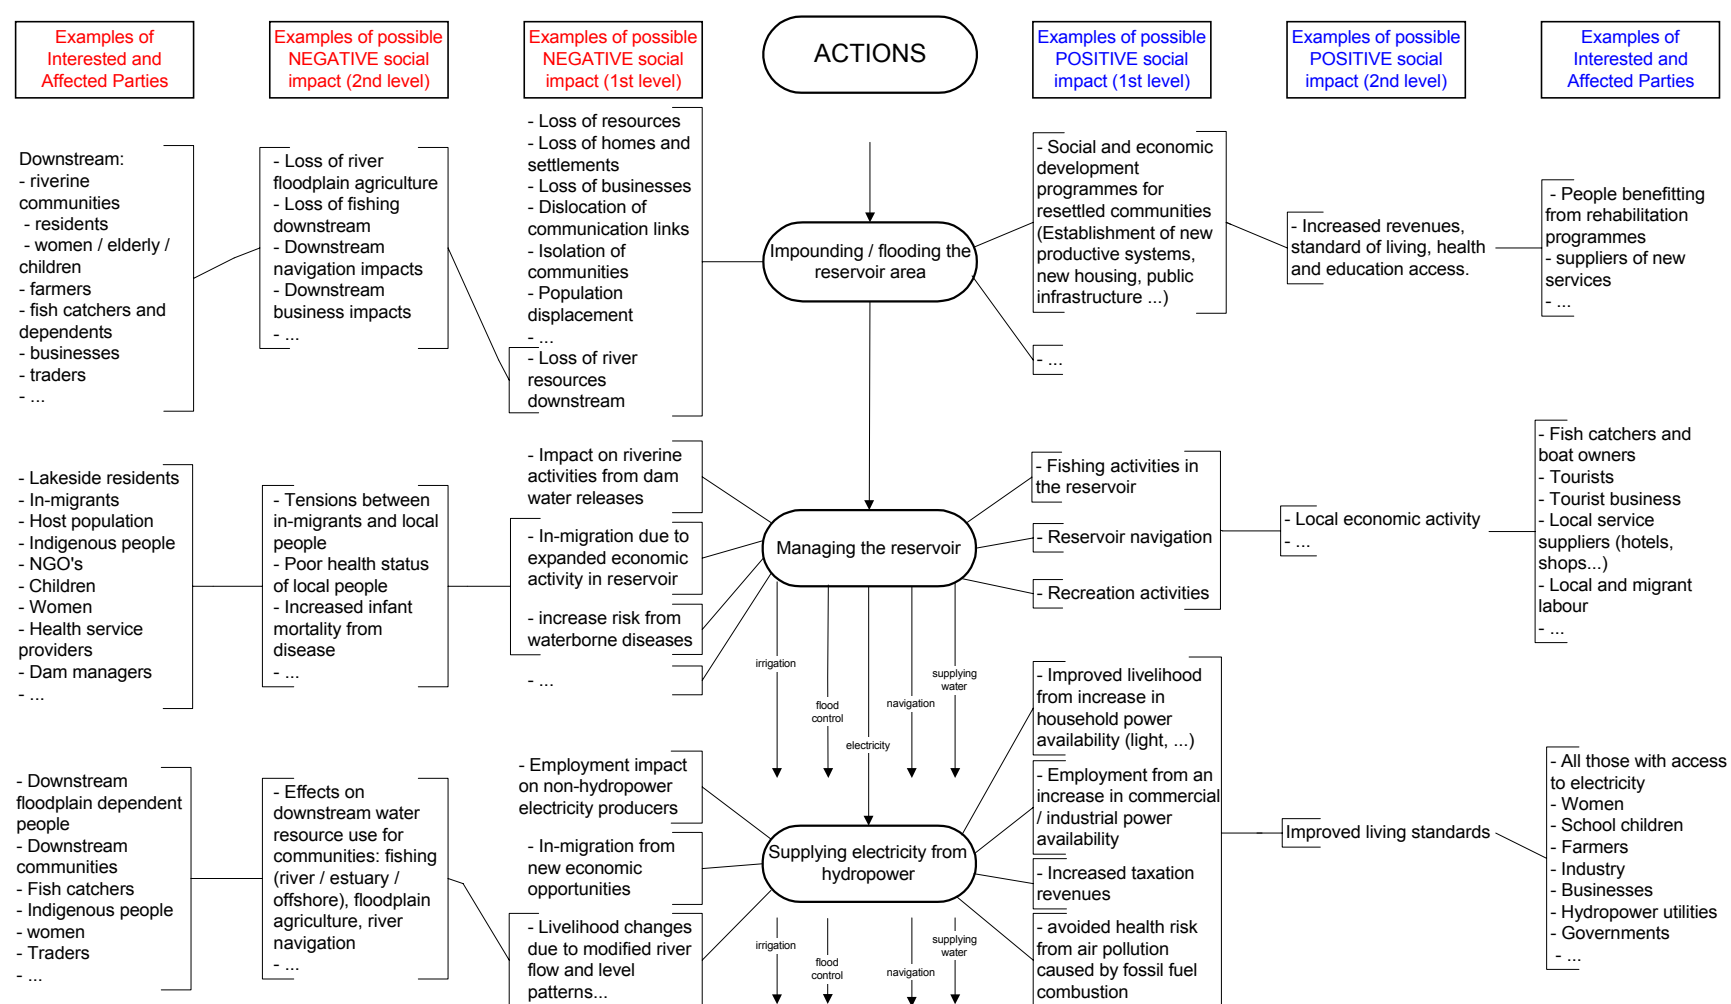 Examples of
Interested and
Affected Parties
Examples of possible
NEGATIVE social
impact (2nd level)
Examples of possible
NEGATIVE social
impact (1st level)
ACTIONS
Examples of possible
POSITIVE social
impact (1st level)
Examples of possible
POSITIVE social
impact (2nd level)
Examples of
Interested and
Affected Parties
Downstream:
- riverine
communities
- residents
- women / elderly /
children
- farmers
- fish catchers and
dependents
- businesses
- traders
- ...
- Loss of river
floodplain agriculture
- Loss of fishing
downstream
- Downstream
navigation impacts
- Downstream
business impacts
- ...
- Loss of resources
- Loss of homes and
settlements
- Loss of businesses
- Dislocation of
communication links
- Isolation of
communities
- Population
displacement
- ...
- Loss of river
resources
downstream
Impounding / flooding the
reservoir area
- Social and economic
development
programmes for
resettled communities
(Establishment of new
productive systems,
new housing, public
infrastructure ...)
- ...
- Increased revenues,
standard of living, health
and education access.
- People benefitting
from rehabilitation
programmes
- suppliers of new
services
- ...
- Lakeside residents
- In-migrants
- Host population
- Indigenous people
- NGO's
- Children
- Women
- Health service
providers
- Dam managers
- ...
- Tensions between
in-migrants and local
people
- Poor health status
of local people
- Increased infant
mortality from
disease
- ...
- Impact on riverine
activities from dam
water releases
- In-migration due to
expanded economic
activity in reservoir
- increase risk from
waterborne diseases
- ...
Managing the reservoir
- Fishing activities in
the reservoir
- Reservoir navigation
- Recreation activities
- Local economic activity
- ...
- Fish catchers and
boat owners
- Tourists
- Tourist business
- Local service
suppliers (hotels,
shops...)
- Local and migrant
labour
- ...
irrigation
flood
control
electricity
navigation
supplying
water
- Downstream
floodplain dependent
people
- Downstream
communities
- Fish catchers
- Indigenous people
- women
- Traders
- ...
- Effects on
downstream water
resource use for
communities: fishing
(river / estuary /
offshore), floodplain
agriculture, river
navigation
- ...
- Employment impact
on non-hydropower
electricity producers
- In-migration from
new economic
opportunities
- Livelihood changes
due to modified river
flow and level
patterns...
Supplying electricity from
hydropower
- Improved livelihood
from increase in
household power
availability (light, ...)
- Employment from an
increase in commercial
/ industrial power
availability
- Increased taxation
revenues
- avoided health risk
from air pollution
caused by fossil fuel
combustion
- Improved living standards
- All those with access
to electricity
- Women
- School children
- Farmers
- Industry
- Businesses
- Hydropower utilities
- Governments
- ...
irrigation
flood
control
navigation
supplying
water